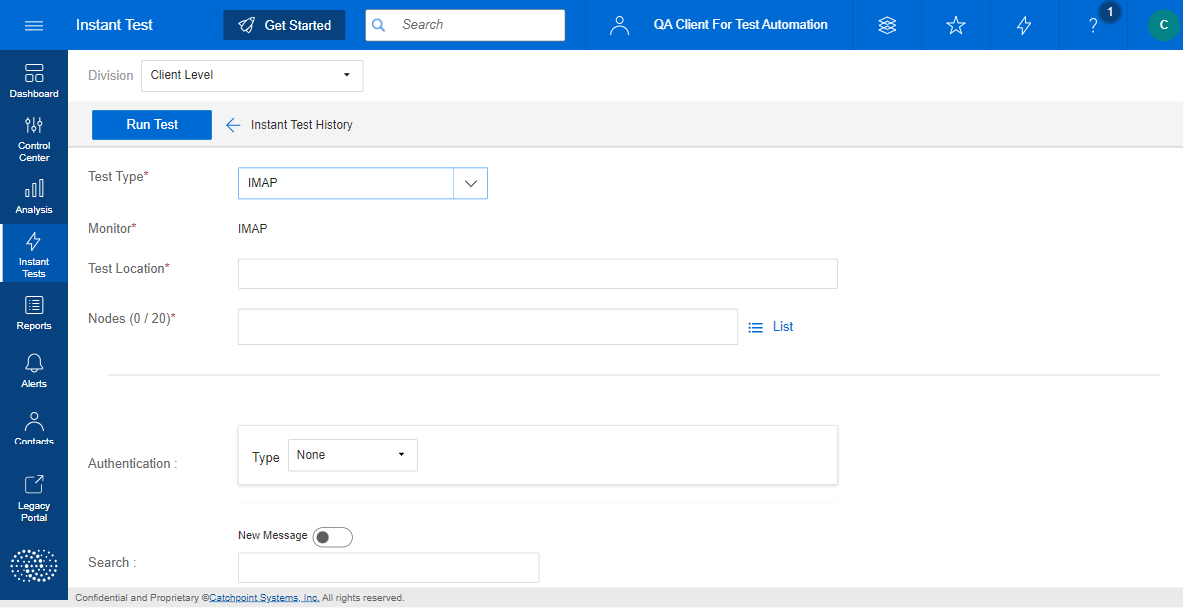 Instant Test
Get Started
Search
QA Client For Test Automation
? 1
C
Dashboard
Control
Center
Analysis
Instant
Tests
Reports
Alerts
Contacts
Legacy
Portal
Division Client Level
Run Test Instant Test History
Test Type* IMAP
Monitor* IMAP
Test Location*
Nodes (0 / 20)* List
Authentication : Type None
New Message
Search :
Confidential and Proprietary ©Catchpoint Systems, Inc. All rights reserved.